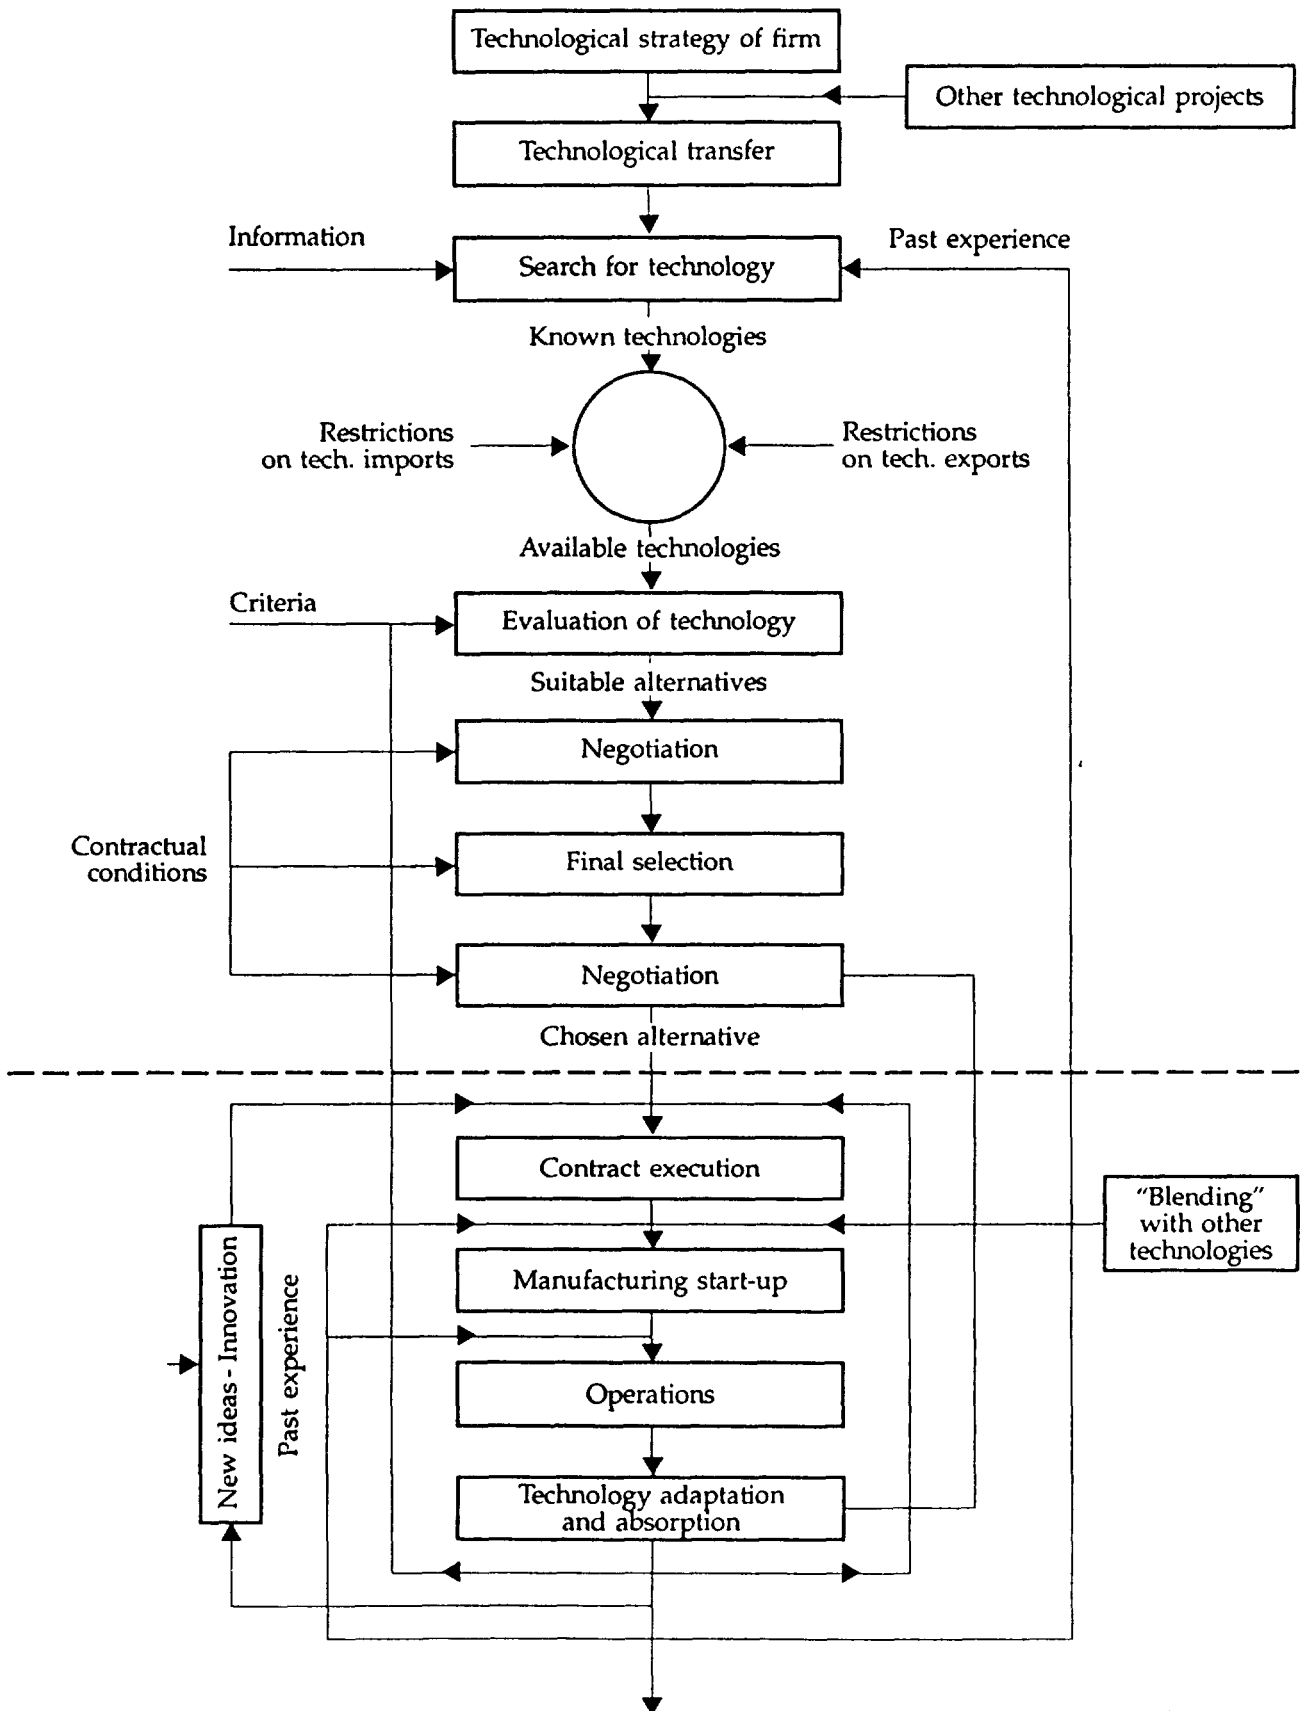 Technological strategy of firm
Other technological projects
Technological transfer
Information
Past experience
Search for technology
Known technologies
Restrictions
on tech. imports
Restrictions
on tech. exports
Available technologies
Criteria
Evaluation of technology
Suitable alternatives
Negotiation
Contractual
conditions
Final selection
Negotiation
Chosen alternative
Contract execution
"Blending"
with other
technologies
New ideas - Innovation
Past experience
Manufacturing start-up
Operations
Technology adaptation
and absorption